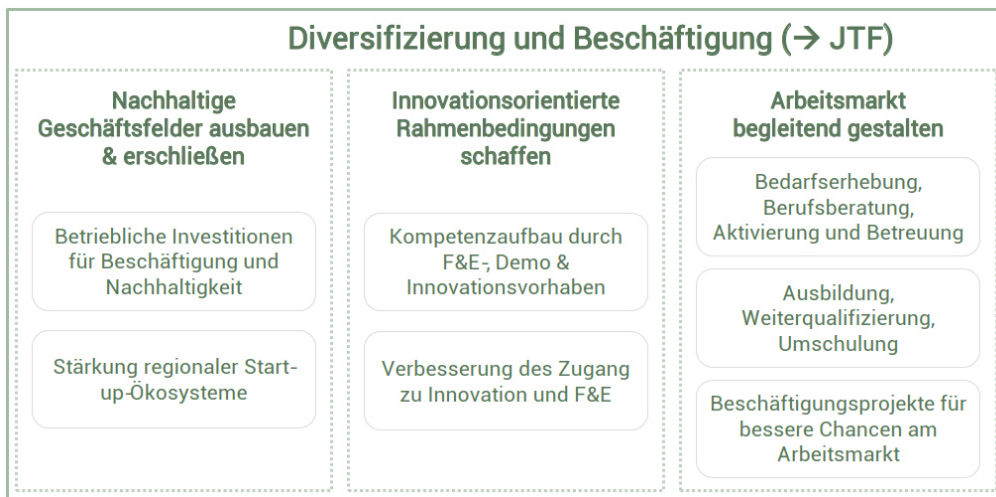 Diversifizierung und Beschäftigung (→ JTF)
Nachhaltige
Geschäftsfelder ausbauen
& erschließen
Betriebliche Investitionen
für Beschäftigung und
Nachhaltigkeit
Stärkung regionaler Start-
up-Ökosysteme
Innovationsorientierte
Rahmenbedingungen
schaffen
Kompetenzaufbau durch
F&E-, Demo &
Innovationsvorhaben
Verbesserung des Zugang
zu Innovation und F&E
Arbeitsmarkt
begleitend gestalten
Bedarfserhebung,
Berufsberatung,
Aktivierung und Betreuung
Ausbildung,
Weiterqualifizierung,
Umschulung
Beschäftigungsprojekte für
bessere Chancen am
Arbeitsmarkt